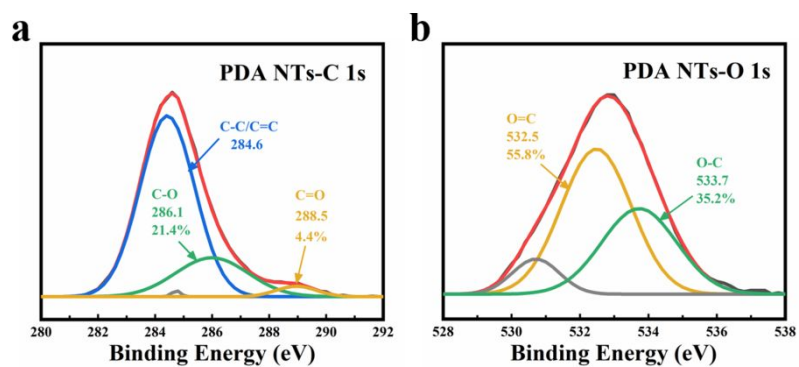 a
PDA NTs-C 1s
C-C/C=C
284.6
C-O
286.1
21.4%
C=O
288.5
4.4%
280 282 284 286 288 290 292
Binding Energy (eV)
b
PDA NTs-O 1s
O=C
532.5
55.8%
O-C
533.7
35.2%
528 530 532 534 536 538
Binding Energy (eV)